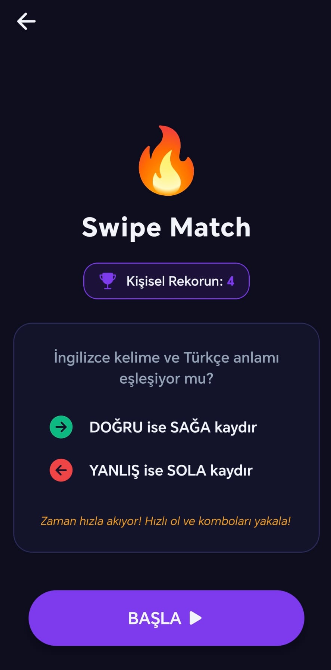 Swipe Match
Kişisel Rekorun: 4
İngilizce kelime ve Türkçe anlamı
eşleşiyor mu?
DOĞRU ise SAĞA kaydır
YANLIŞ ise SOLA kaydır
Zaman hızla akıyor! Hızlı ol ve komboları yakala!
BAŞLA